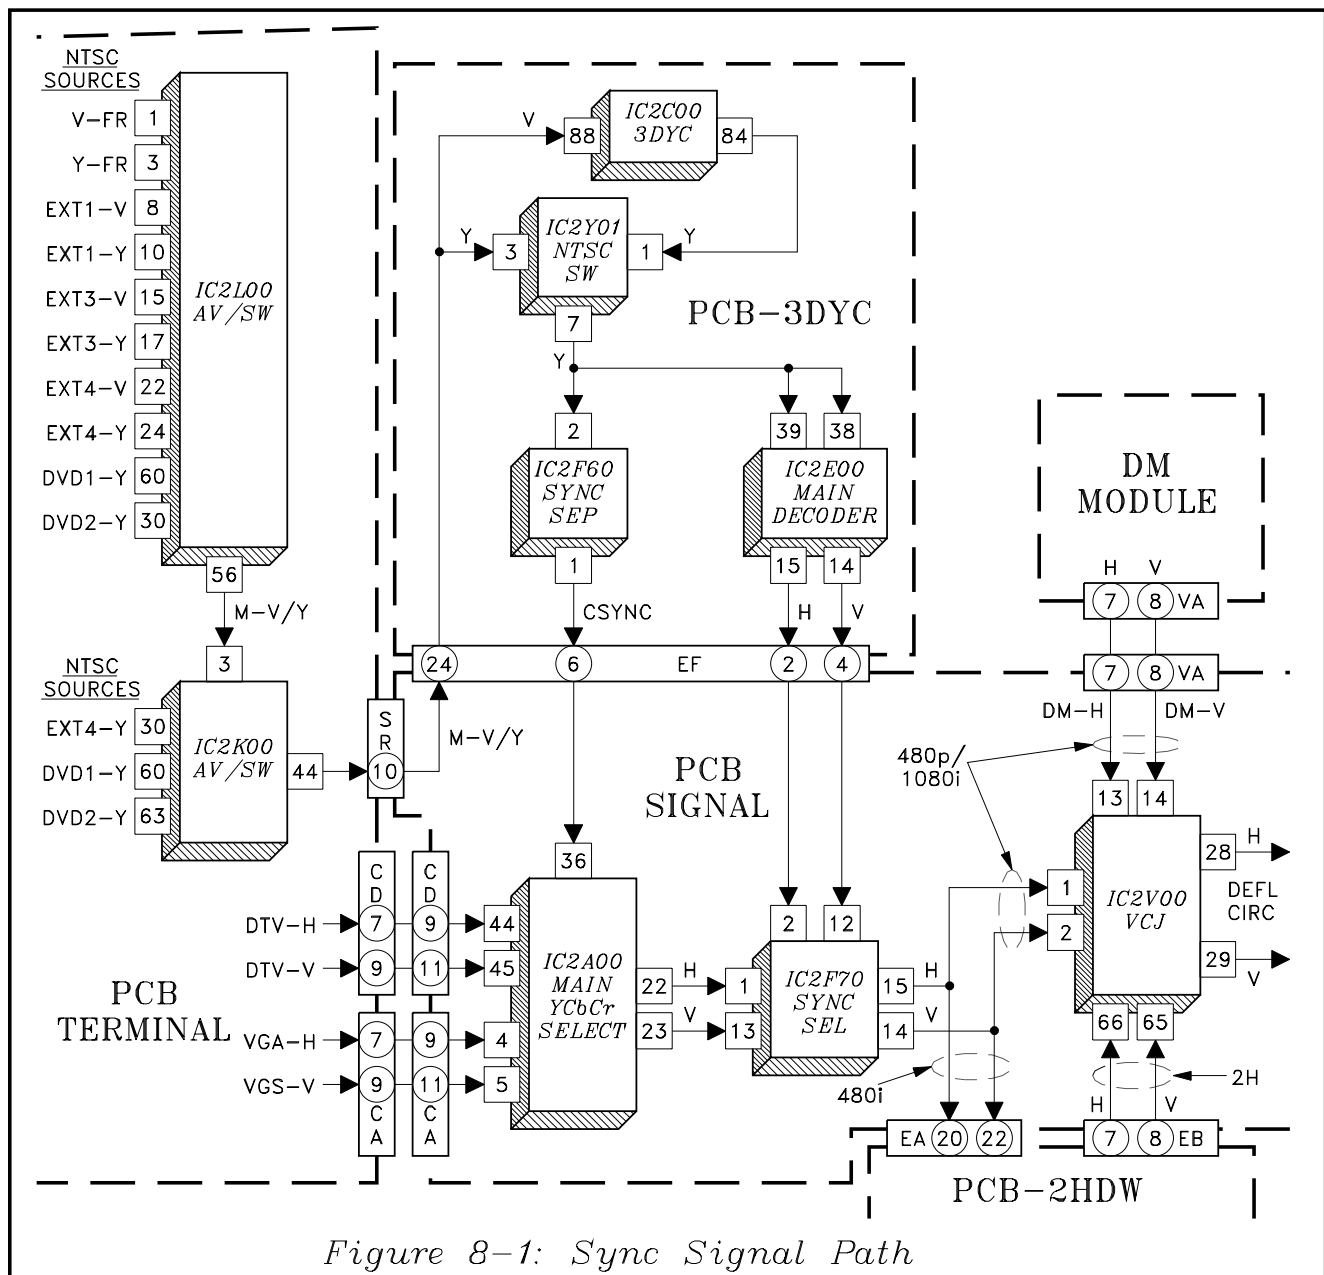 NTSC
SOURCES
V-FR 1
Y-FR 3
EXT1-V 8
EXT1-Y 10
EXT3-V 15
EXT3-Y 17
EXT4-V 22
EXT4-Y 24
DVD1-Y 60
DVD2-Y 30
IC2L00
AV/SW
56
M-V/Y
3
NTSC
SOURCES
EXT4-Y 30
DVD1-Y 60
DVD2-Y 63
IC2K00
AV/SW
44
S
R
10
M-V/Y
V
88
IC2C00
3DYC
84
Y
3
IC2Y01
NTSC
SW
1
Y
7
Y
PCB-3DYC
2
39
38
IC2F60
SYNC
SEP
IC2E00
MAIN
DECODER
1
15
14
CSYNC
H
V
24
6
EF
2
4
DM
MODULE
H V
7 8 VA
7 8 VA
DM-H
DM-V
480p/
1080i
PCB
SIGNAL
13 14
36
1
2
IC2V00
VCJ
28
H
DEFL
CIRC
29
V
66 65
2H
H V
7 8 EB
PCB
TERMINAL
C
D
C
D
DTV-H 7 9 44
DTV-V 9 11 45
VGA-H 7 9 4
VGS-V 9 11 5
C
A
C
A
IC2A00
MAIN
YCbCr
SELECT
22
H
23
V
2
12
1
13
IC2F70
SYNC
SEL
15
H
14
V
480i
EA 20 22
PCB-2HDW
Figure 8-1: Sync Signal Path